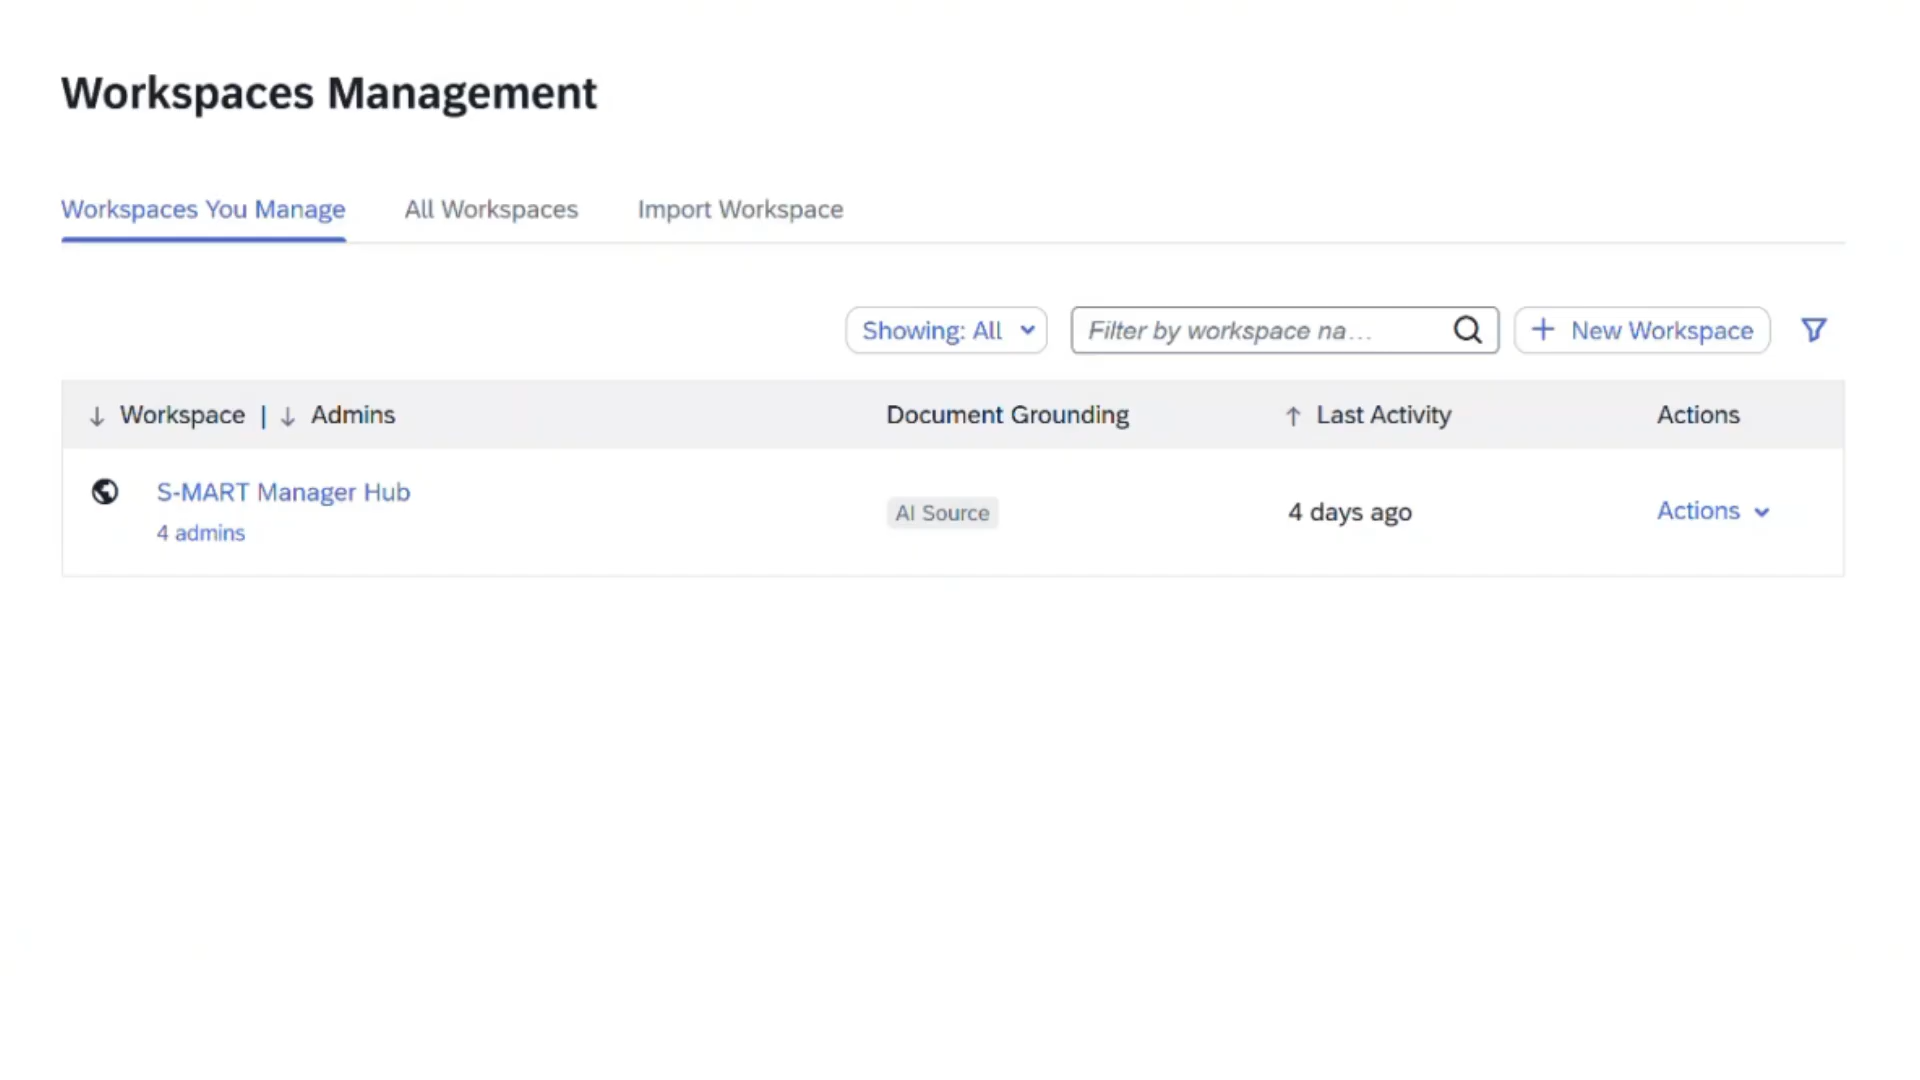 Workspaces Management
Workspaces You Manage All Workspaces Import Workspace
Showing: All Filter by workspace na... + New Workspace
↓ Workspace | ↓ Admins Document Grounding ↑ Last Activity Actions
S-MART Manager Hub
4 admins
AI Source 4 days ago Actions